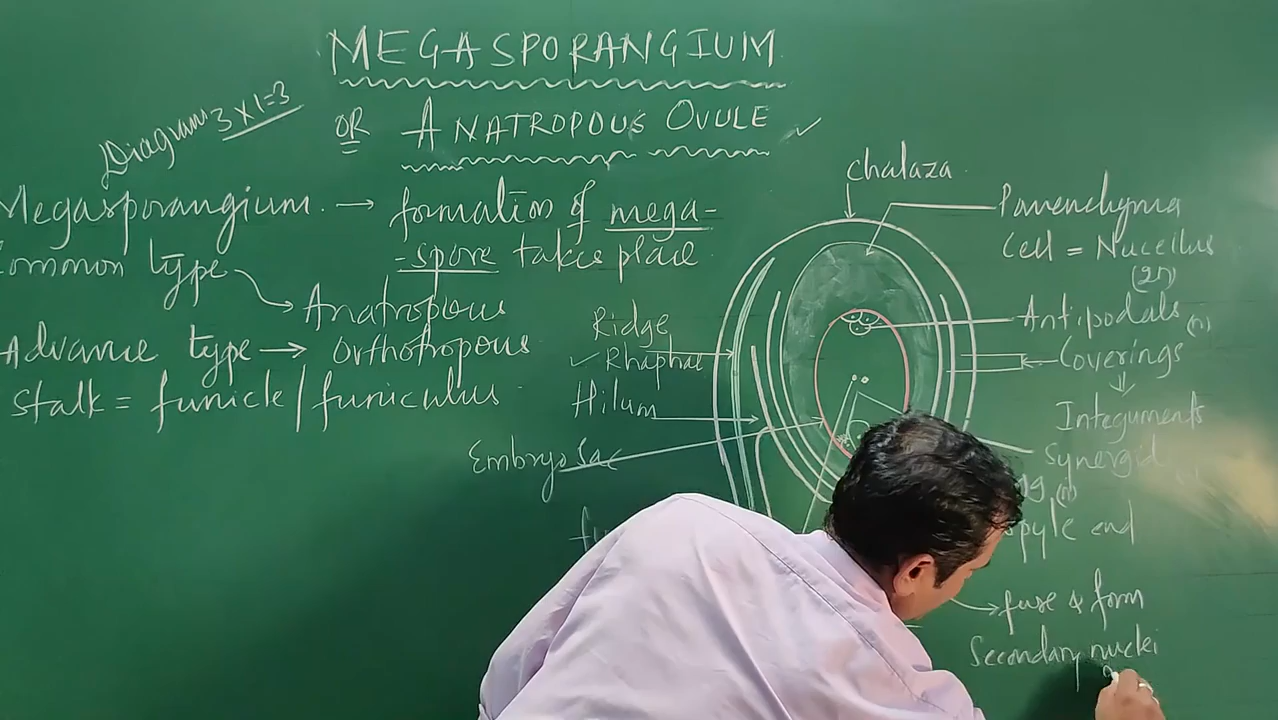 MEGASPORANGIUM
OR ANATROPOUS OVULE ✓
Diagram 3x1=3
Megasporangium → formation of mega-
-spore takes place
Common type → Anatropous
Advance type → Orthotropous
Stalk = funicle/funiculus
Chalaza
Parenchyma
Cell = Nucellus
(2n)
Antipodals (n)
Coverings
Integuments
Synergid
Ridge
✓ Rhaphae
Hilum
Embryo Sac
(n)
pyle end
→ fuse & form
Secondary nuclei